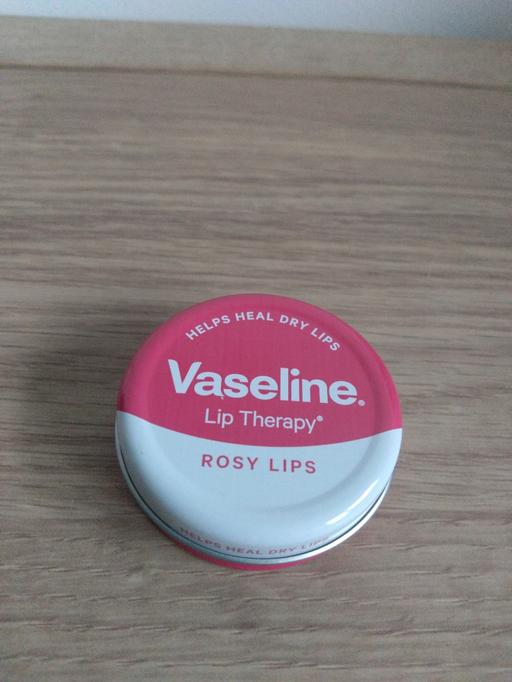 HELPS HEAL DRY LIPS
Vaseline.
Lip Therapy®
ROSY LIPS
HELPS HEAL DRY LIPS